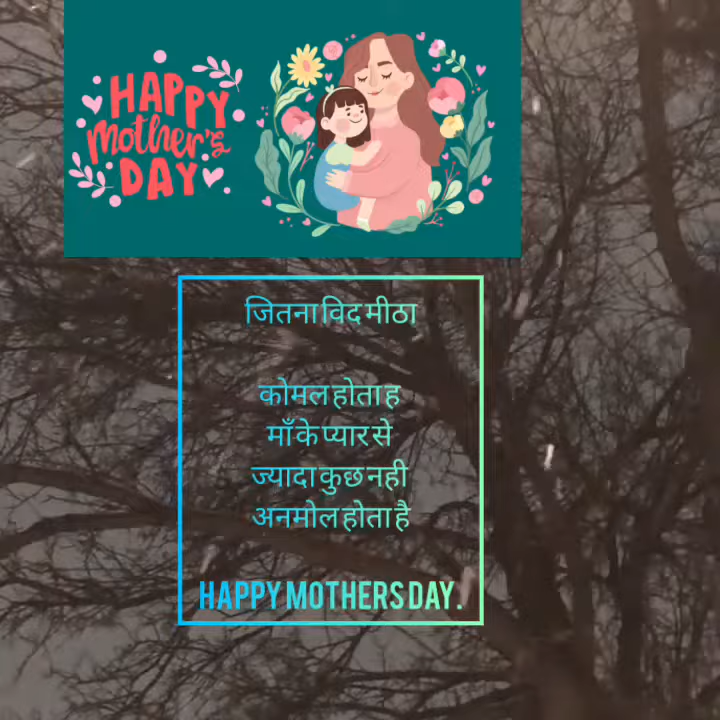 HAPPY
mother's
DAY
जितना विद मीठा
कोमल होता ह
माँ के प्यार से
ज्यादा कुछ नही
अनमोल होता है
HAPPY MOTHERS DAY.